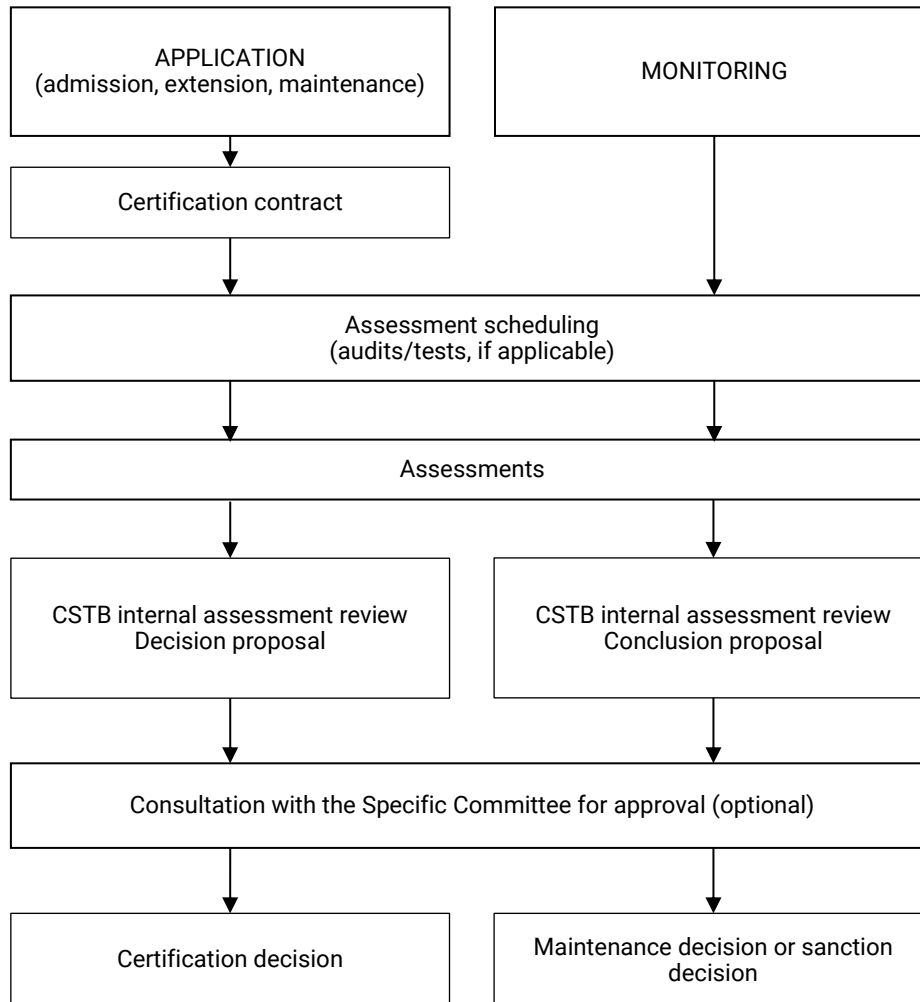 APPLICATION
(admission, extension, maintenance)
MONITORING
Certification contract
Assessment scheduling
(audits/tests, if applicable)
Assessments
CSTB internal assessment review
Decision proposal
CSTB internal assessment review
Conclusion proposal
Consultation with the Specific Committee for approval (optional)
Certification decision
Maintenance decision or sanction
decision